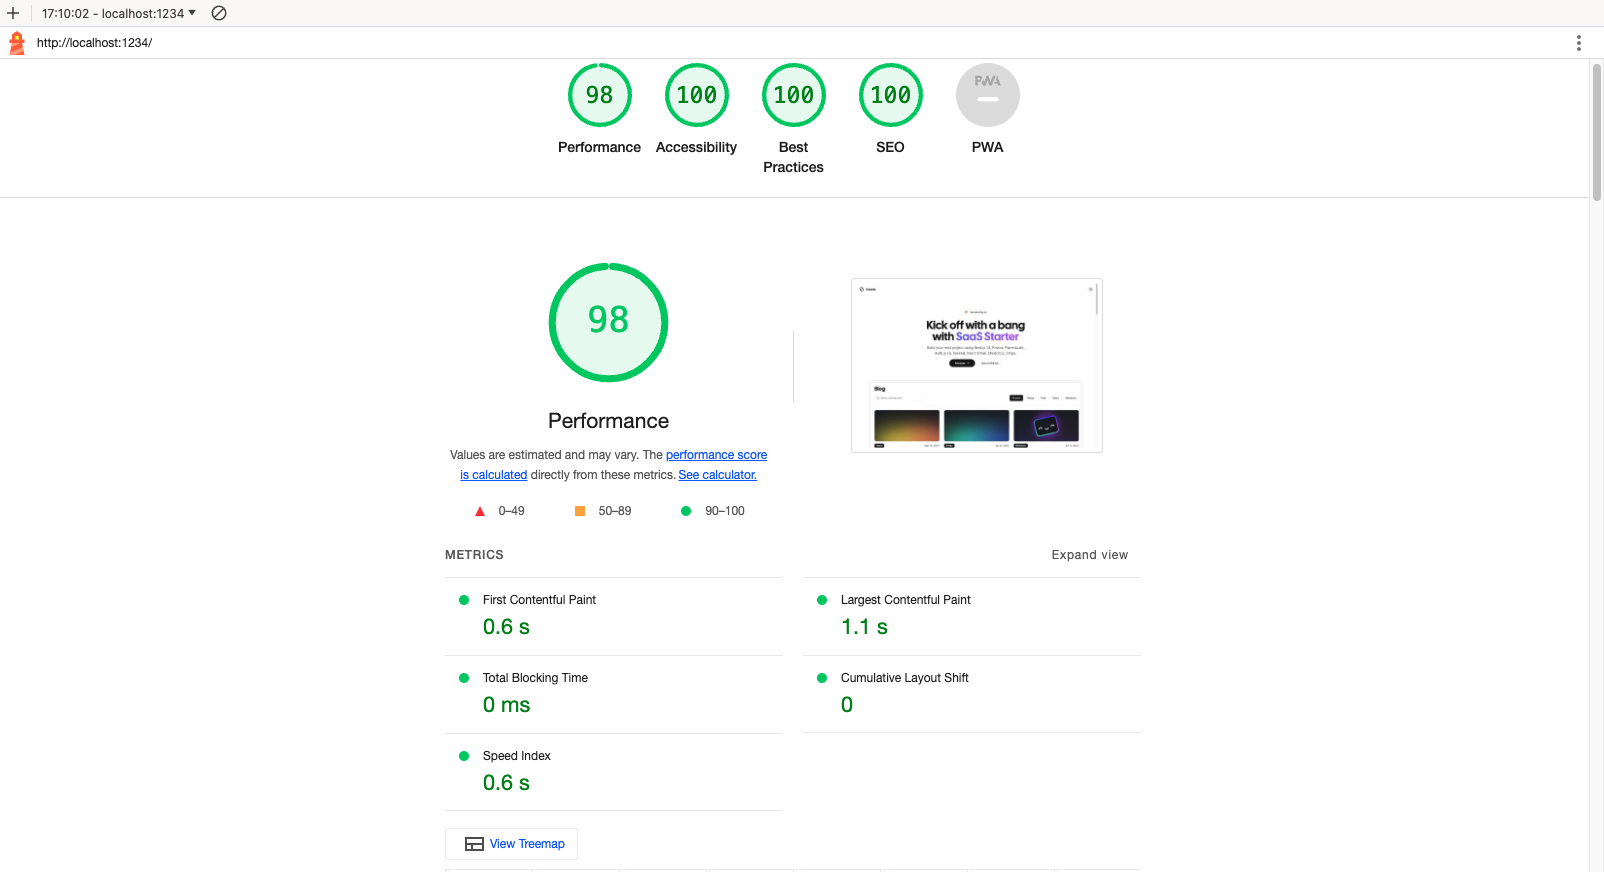 17:10:02 - localhost:1234
http://localhost:1234/
98
100
100
100
PWA
Performance
Accessibility
Best
Practices
SEO
PWA
98
Performance
Values are estimated and may vary. The performance score
is calculated directly from these metrics. See calculator.
0–49
50–89
90–100
Kick off with a bang
with SaaS Starter
Blog
METRICS
Expand view
First Contentful Paint
0.6 s
Largest Contentful Paint
1.1 s
Total Blocking Time
0 ms
Cumulative Layout Shift
0
Speed Index
0.6 s
View Treemap